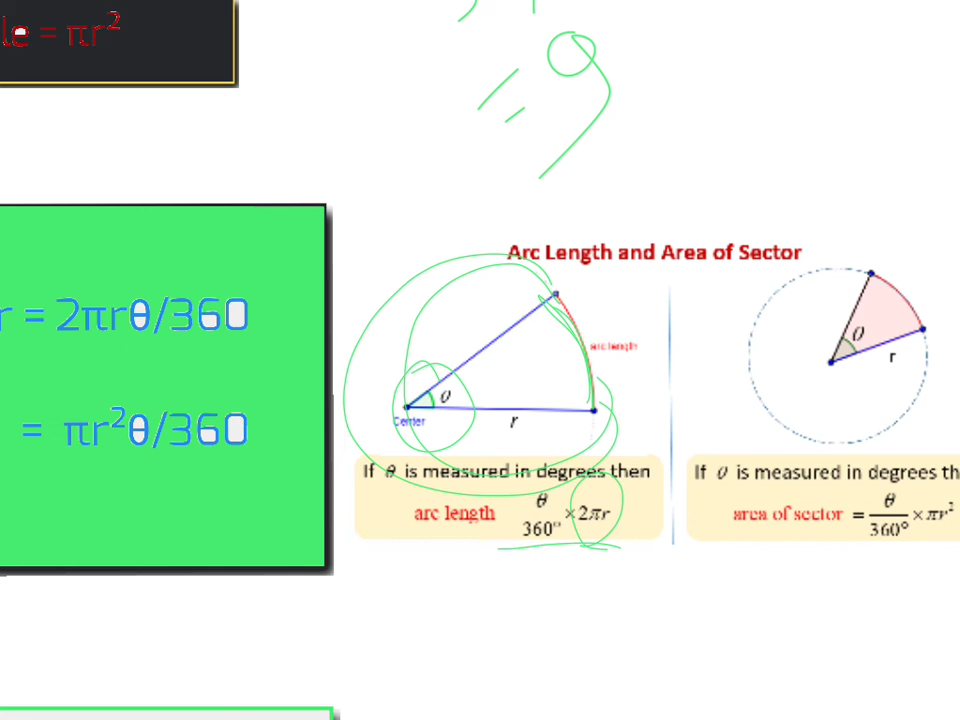 le = πr²
= 9
Arc Length and Area of Sector
r = 2πrθ/360
= πr²θ/360
arc length
θ
Center
r
θ
r
If θ is measured in degrees then
arc length θ/360° × 2πr
If θ is measured in degrees th
area of sector = θ/360° × πr²